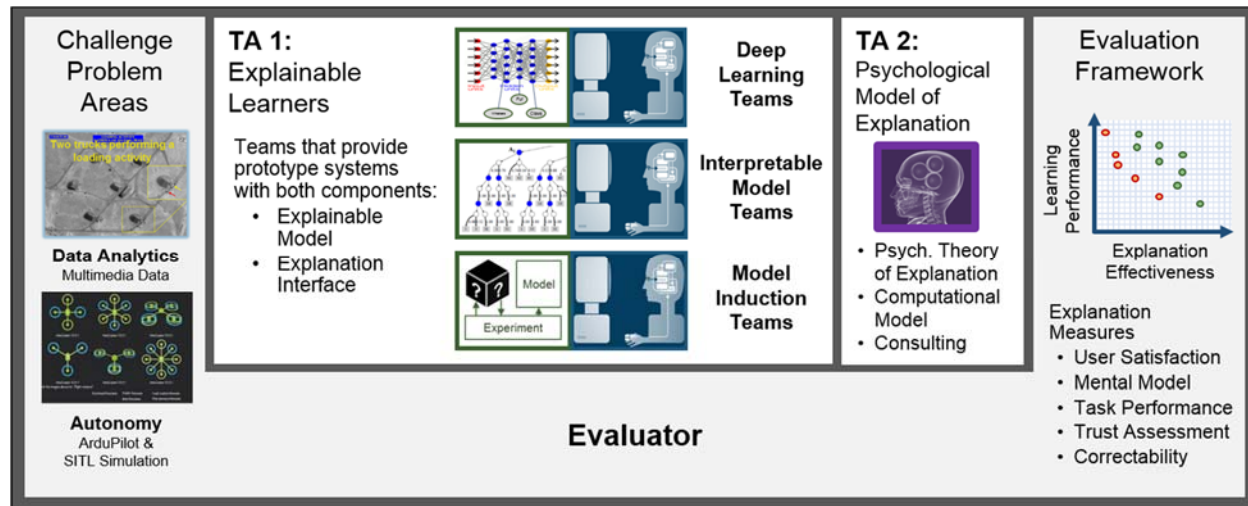 Challenge
Problem
Areas
Two trucks performing a
loading activity
Data Analytics
Multimedia Data
Autonomy
ArduPilot &
SITL Simulation
TA 1:
Explainable
Learners
Teams that provide
prototype systems
with both components:
• Explainable
Model
• Explanation
Interface
Deep
Learning
Teams
Interpretable
Model
Teams
? ?
Model
Experiment
Model
Induction
Teams
TA 2:
Psychological
Model of
Explanation
• Psych. Theory
of Explanation
• Computational
Model
• Consulting
Evaluator
Evaluation
Framework
Learning
Performance
Explanation
Effectiveness
Explanation
Measures
• User Satisfaction
• Mental Model
• Task Performance
• Trust Assessment
• Correctability